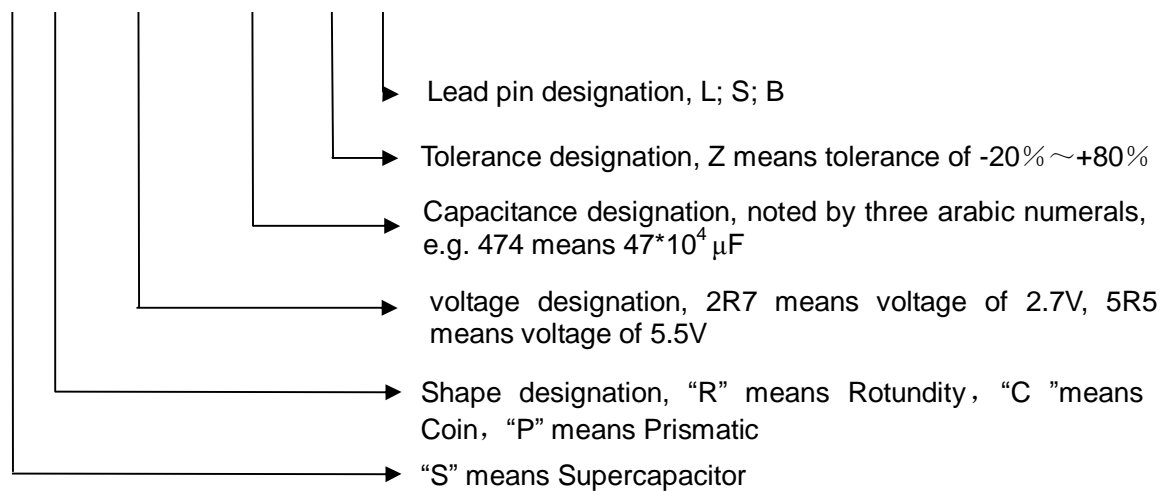 Lead pin designation, L; S; B
Tolerance designation, Z means tolerance of -20%～+80%
Capacitance designation, noted by three arabic numerals,
e.g. 474 means 47*10⁴ μF
voltage designation, 2R7 means voltage of 2.7V, 5R5
means voltage of 5.5V
Shape designation, “R” means Rotundity，“C ”means
Coin，“P” means Prismatic
“S” means Supercapacitor